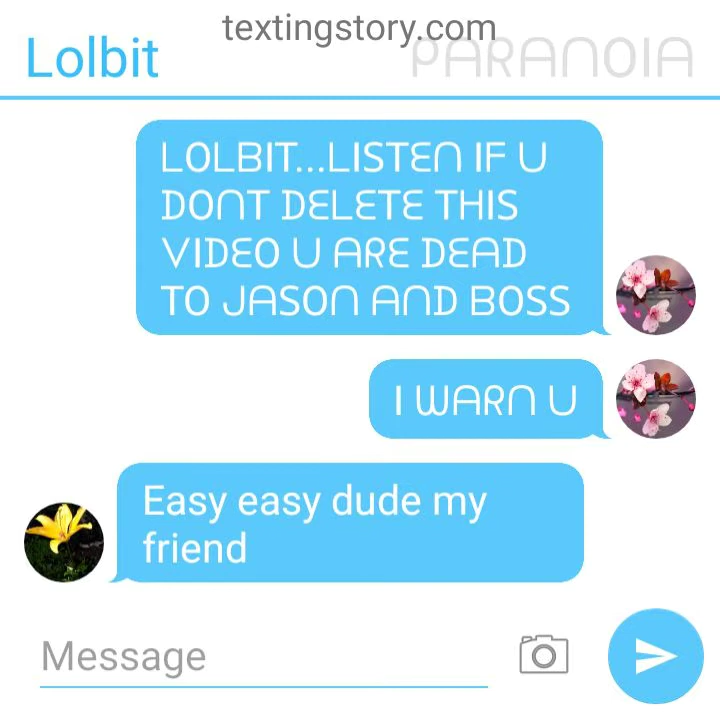 textingstory.com
Lolbit
PARANOIA
LOLBIT...LISTEN IF U
DONT DELETE THIS
VIDEO U ARE DEAD
TO JASON AND BOSS
I WARN U
Easy easy dude my
friend
Message